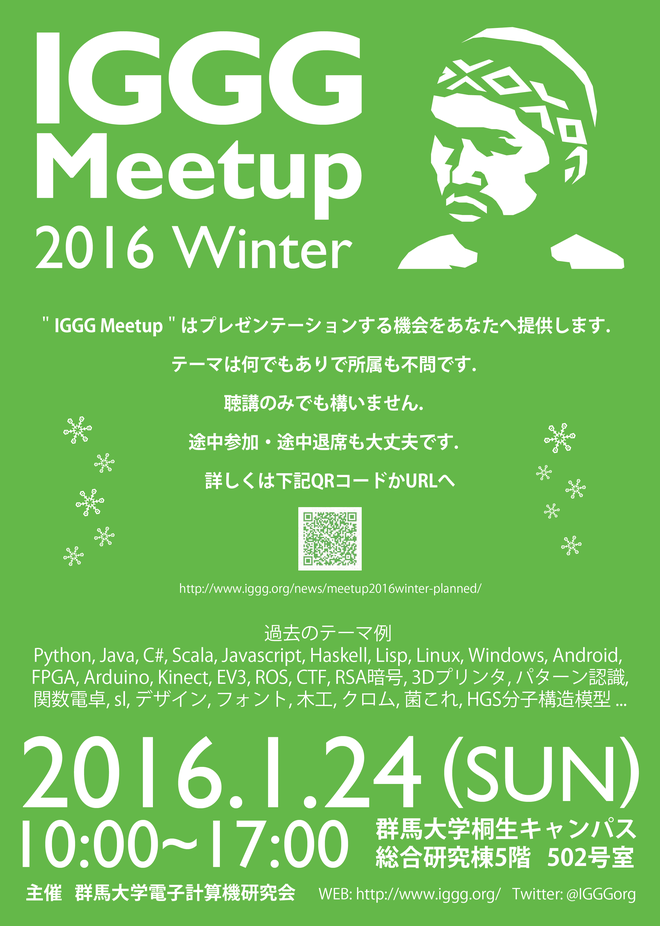 IGGG
Meetup
2016 Winter
" IGGG Meetup " はプレゼンテーションする機会をあなたへ提供します.
テーマは何でもありで所属も不問です.
聴講のみでも構いません.
途中参加・途中退席も大丈夫です.
詳しくは下記QRコードかURLへ
http://www.iggg.org/news/meetup2016winter-planned/
過去のテーマ例
Python, Java, C#, Scala, Javascript, Haskell, Lisp, Linux, Windows, Android,
FPGA, Arduino, Kinect, EV3, ROS, CTF, RSA暗号, 3Dプリンタ, パターン認識,
関数電卓, sl, デザイン, フォント, 木工, クロム, 菌これ, HGS分子構造模型 ...
2016.1.24 (SUN)
10:00~17:00
群馬大学桐生キャンパス
総合研究棟5階 502号室
主催 群馬大学電子計算機研究会 WEB: http://www.iggg.org/ Twitter: @IGGGorg